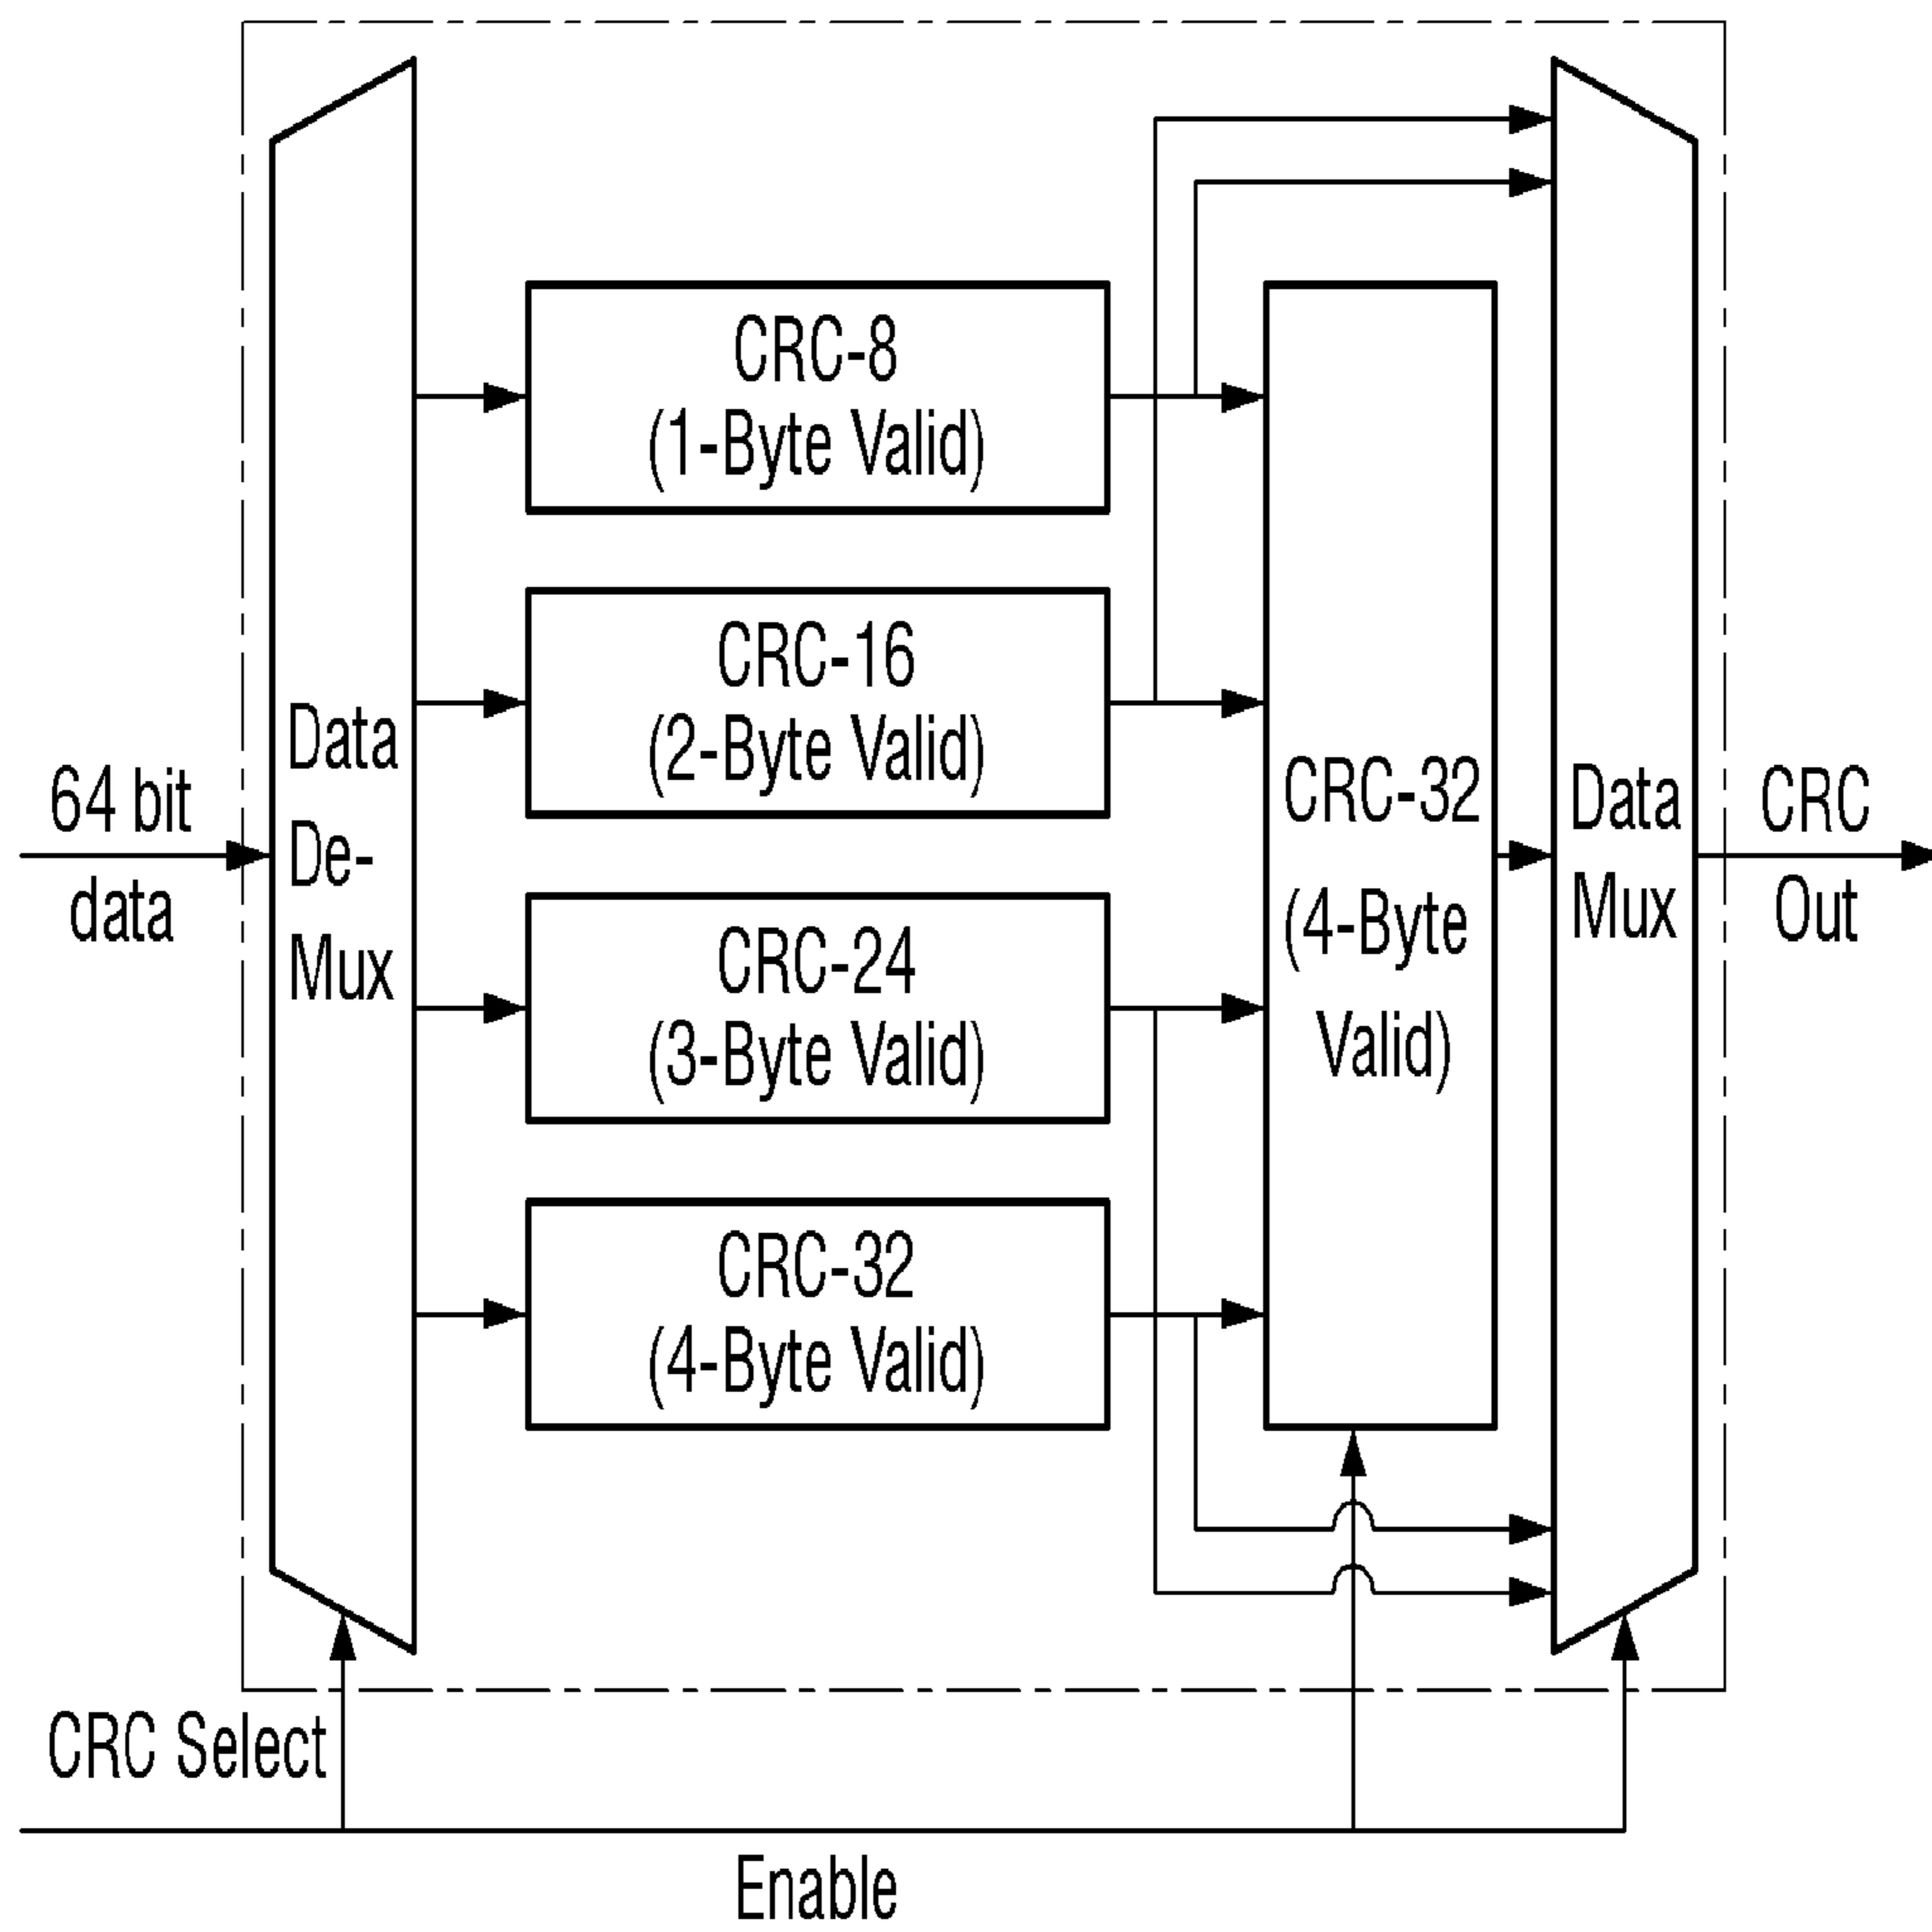 64 bit
data
Data
De-
Mux
CRC-8
(1-Byte Valid)
CRC-16
(2-Byte Valid)
CRC-24
(3-Byte Valid)
CRC-32
(4-Byte Valid)
CRC-32
(4-Byte
Valid)
Data
Mux
CRC
Out
CRC Select
Enable